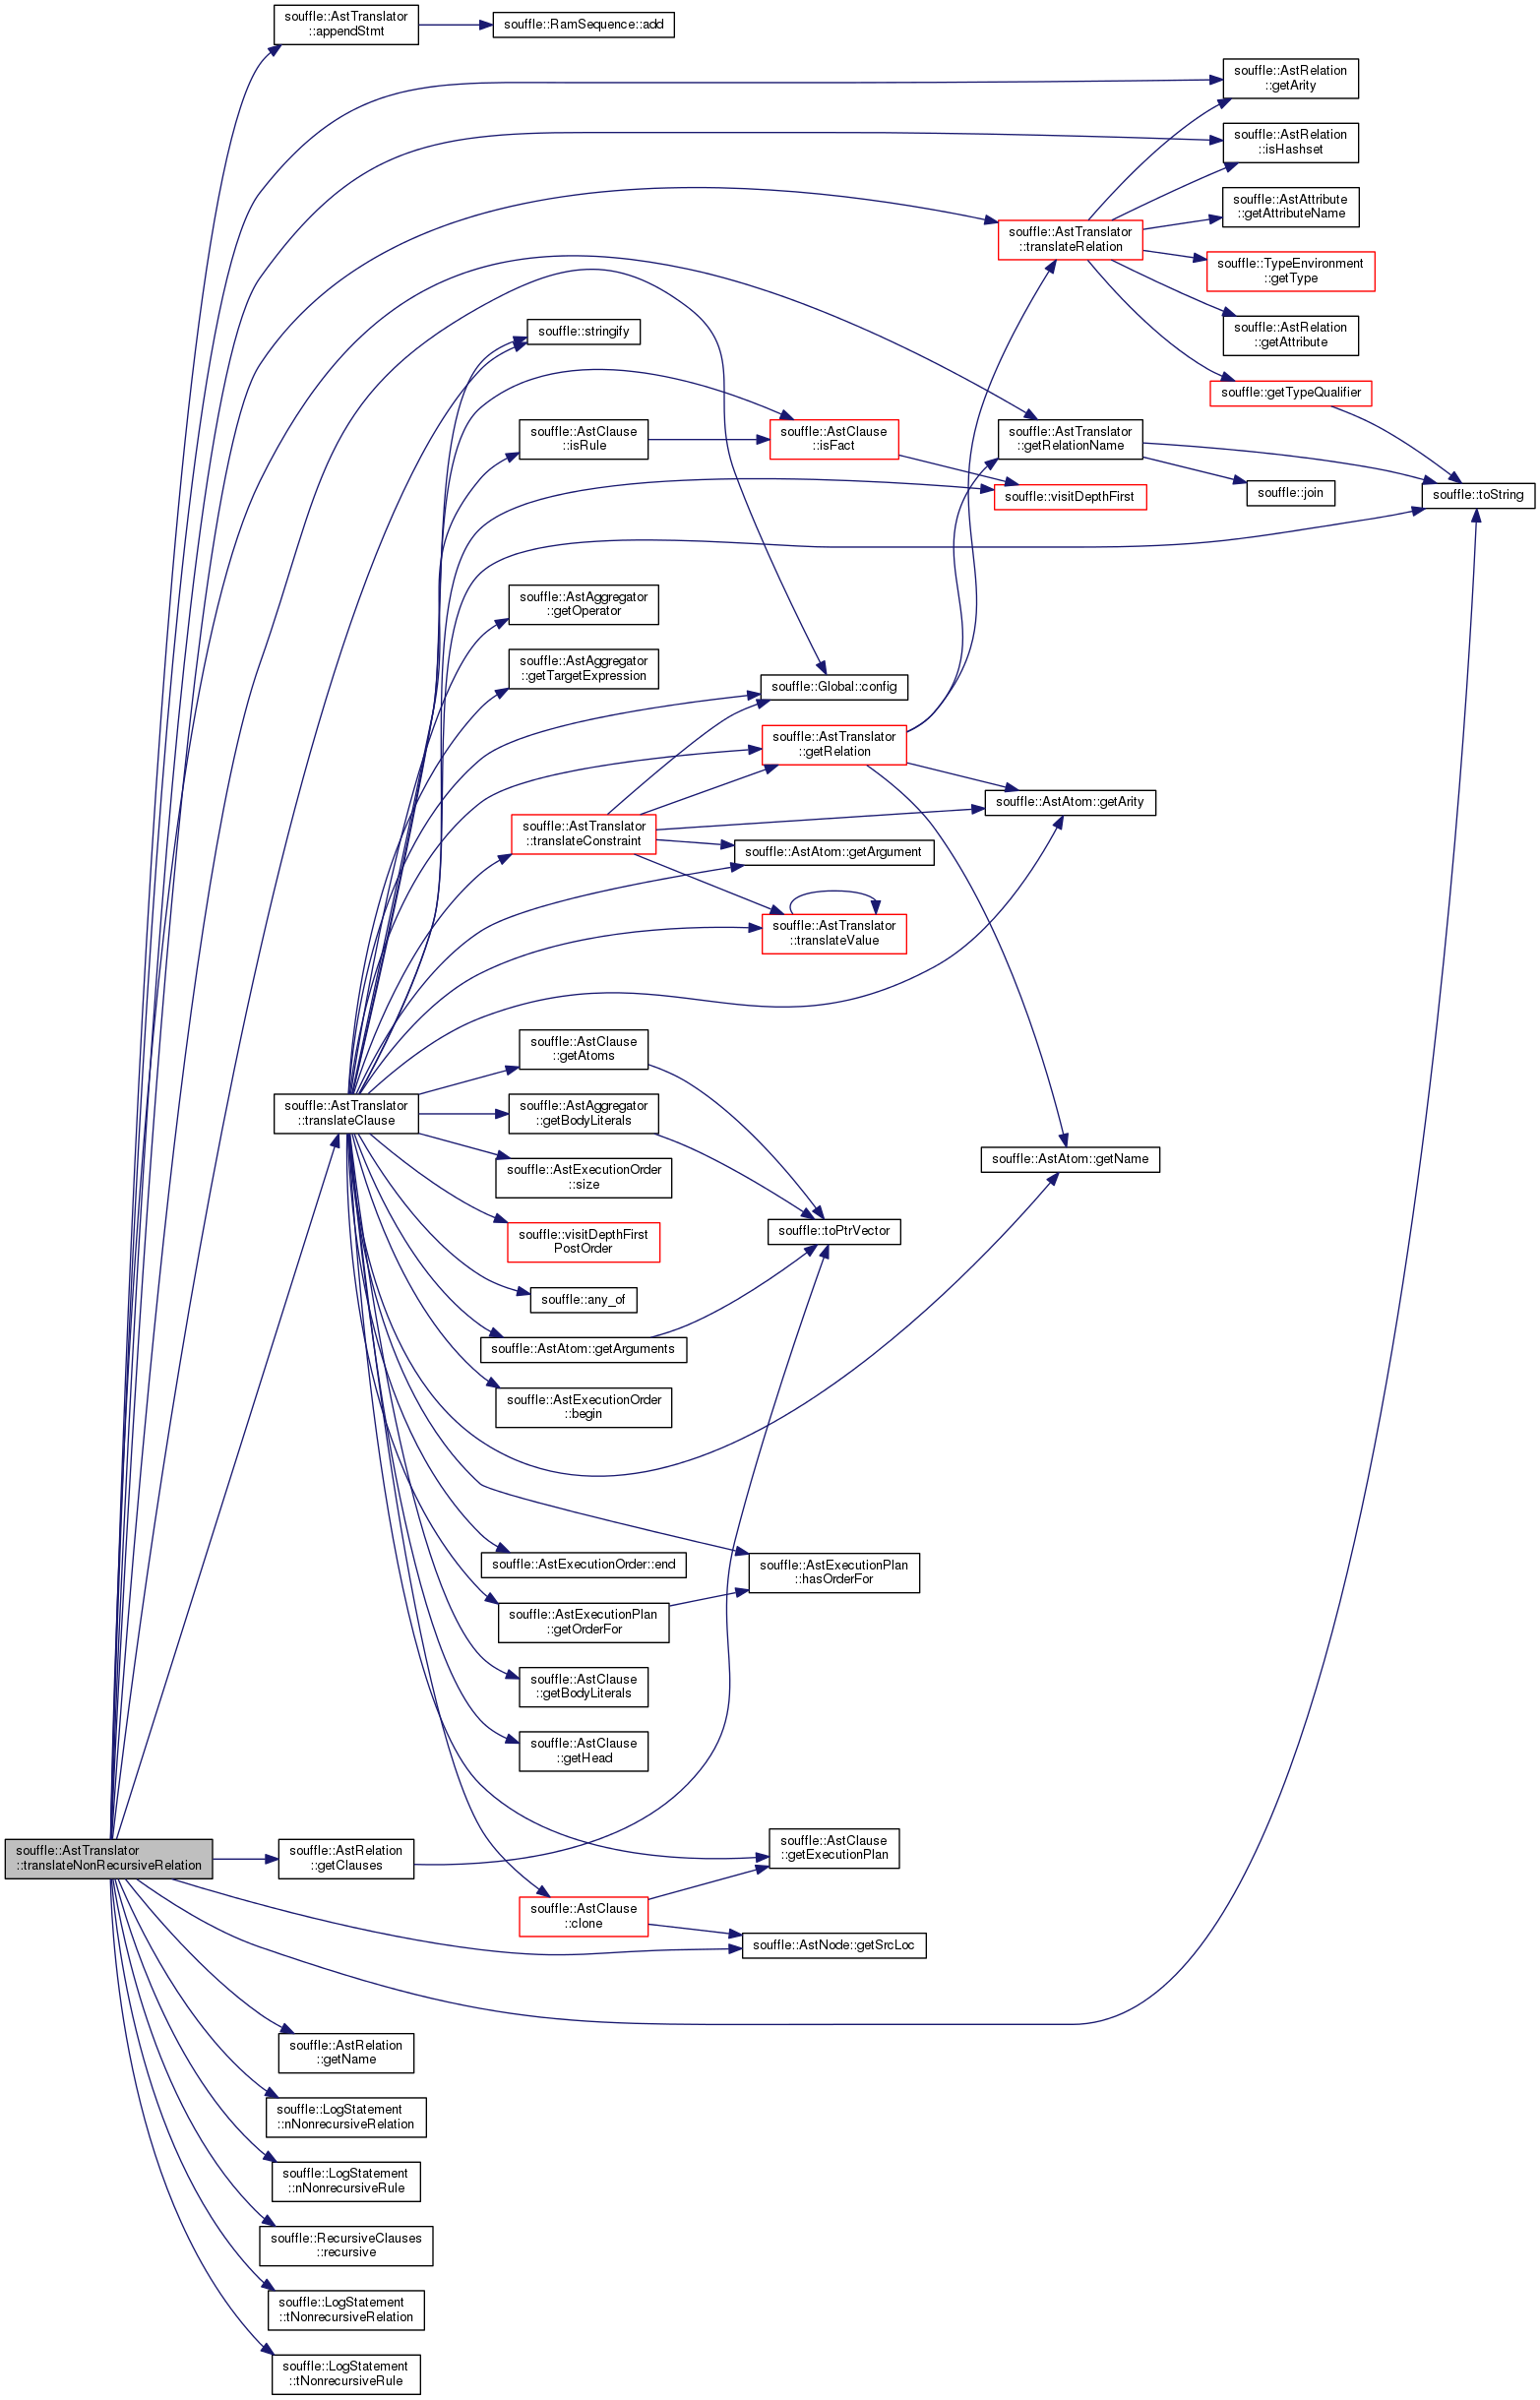 souffle::AstTranslator
::appendStmt
souffle::RamSequence::add
souffle::AstRelation
::getArity
souffle::AstRelation
::isHashset
souffle::AstAttribute
::getAttributeName
souffle::AstTranslator
::translateRelation
souffle::TypeEnvironment
::getType
souffle::stringify
souffle::AstRelation
::getAttribute
souffle::getTypeQualifier
souffle::AstClause
::isRule
souffle::AstClause
::isFact
souffle::AstTranslator
::getRelationName
souffle::visitDepthFirst
souffle::join
souffle::toString
souffle::AstAggregator
::getOperator
souffle::AstAggregator
::getTargetExpression
souffle::Global::config
souffle::AstTranslator
::getRelation
souffle::AstAtom::getArity
souffle::AstTranslator
::translateConstraint
souffle::AstAtom::getArgument
souffle::AstTranslator
::translateValue
souffle::AstClause
::getAtoms
souffle::AstTranslator
::translateClause
souffle::AstAggregator
::getBodyLiterals
souffle::AstAtom::getName
souffle::AstExecutionOrder
::size
souffle::visitDepthFirst
PostOrder
souffle::toPtrVector
souffle::any_of
souffle::AstAtom::getArguments
souffle::AstExecutionOrder
::begin
souffle::AstExecutionOrder::end
souffle::AstExecutionPlan
::hasOrderFor
souffle::AstExecutionPlan
::getOrderFor
souffle::AstClause
::getBodyLiterals
souffle::AstClause
::getHead
souffle::AstTranslator
::translateNonRecursiveRelation
souffle::AstRelation
::getClauses
souffle::AstClause
::getExecutionPlan
souffle::AstClause
::clone
souffle::AstNode::getSrcLoc
souffle::AstRelation
::getName
souffle::LogStatement
::nNonrecursiveRelation
souffle::LogStatement
::nNonrecursiveRule
souffle::RecursiveClauses
::recursive
souffle::LogStatement
::tNonrecursiveRelation
souffle::LogStatement
::tNonrecursiveRule